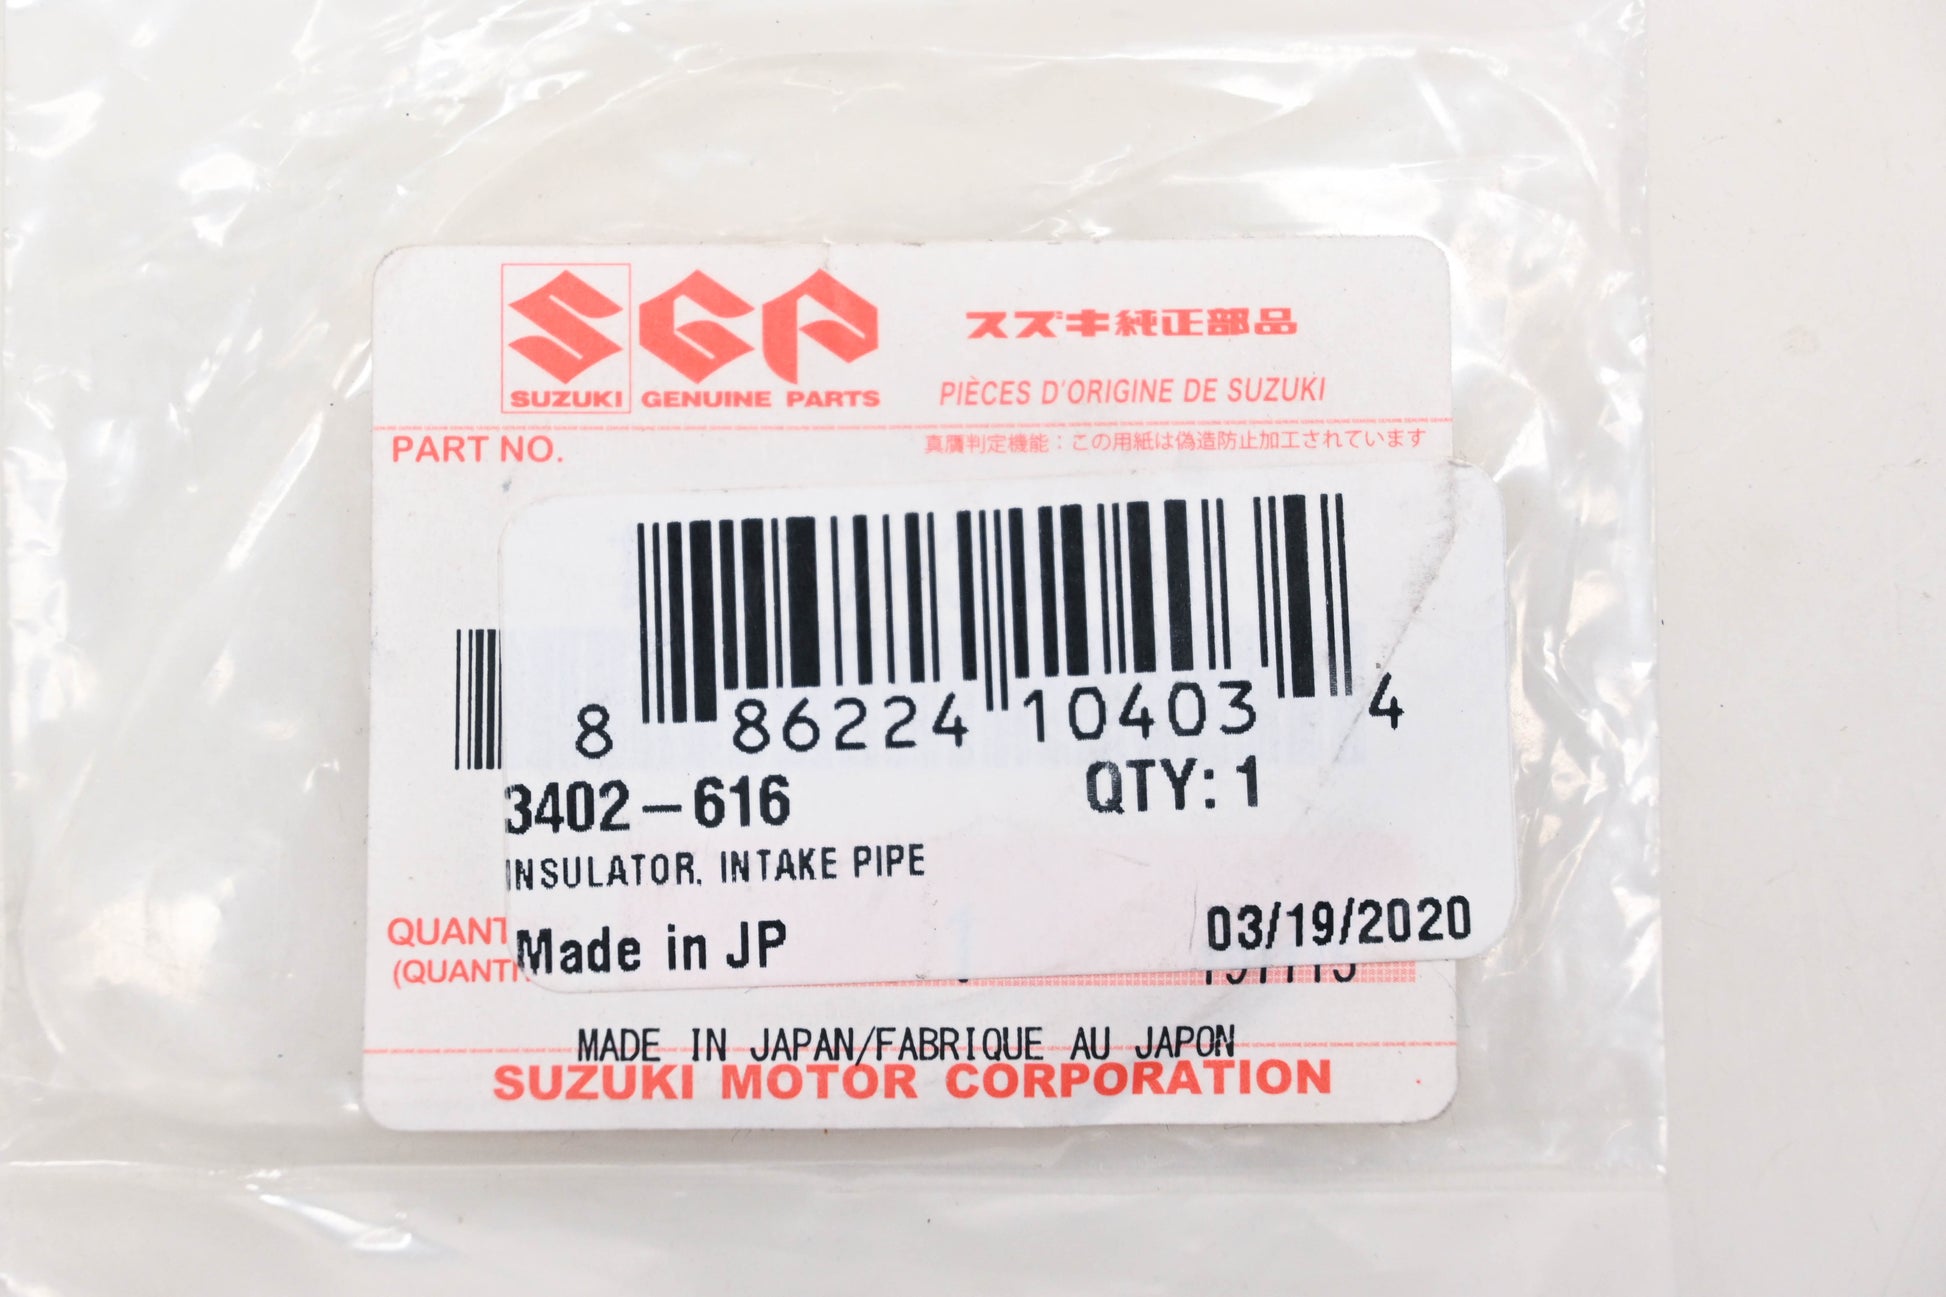 SGP
SUZUKI GENUINE PARTS
スズキ純正部品
PIÈCES D'ORIGINE DE SUZUKI
PART NO.
真贋判定機能：この用紙は偽造防止加工されています
8 86224 10403 4
3402-616 QTY: 1
INSULATOR, INTAKE PIPE
Made in JP 03/19/2020
MADE IN JAPAN/FABRIQUE AU JAPON
SUZUKI MOTOR CORPORATION